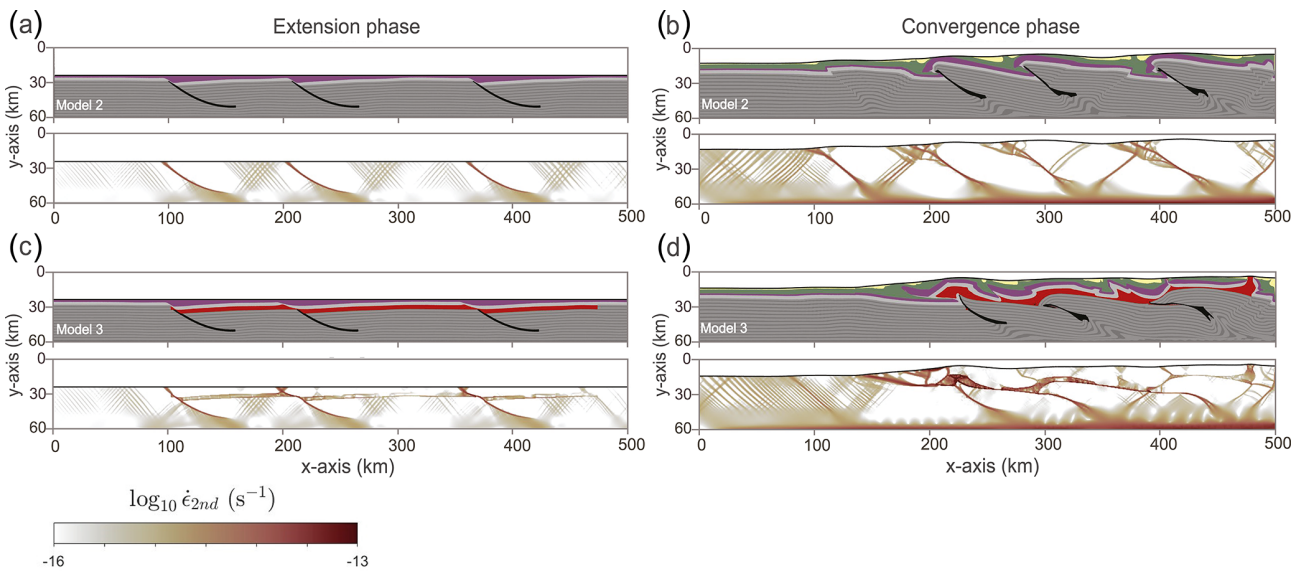 (a)
Extension phase
0
30
60
y-axis (km)
Model 2
0
30
60
0
100
200
300
400
500
(b)
Convergence phase
0
30
60
y-axis (km)
Model 2
0
30
60
0
100
200
300
400
500
(c)
0
30
60
y-axis (km)
Model 3
0
30
60
0
100
200
300
400
500
x-axis (km)
(d)
0
30
60
y-axis (km)
Model 3
0
30
60
0
100
200
300
400
500
x-axis (km)
log₁₀ ε̇₂ₙd (s⁻¹)
-16
-13